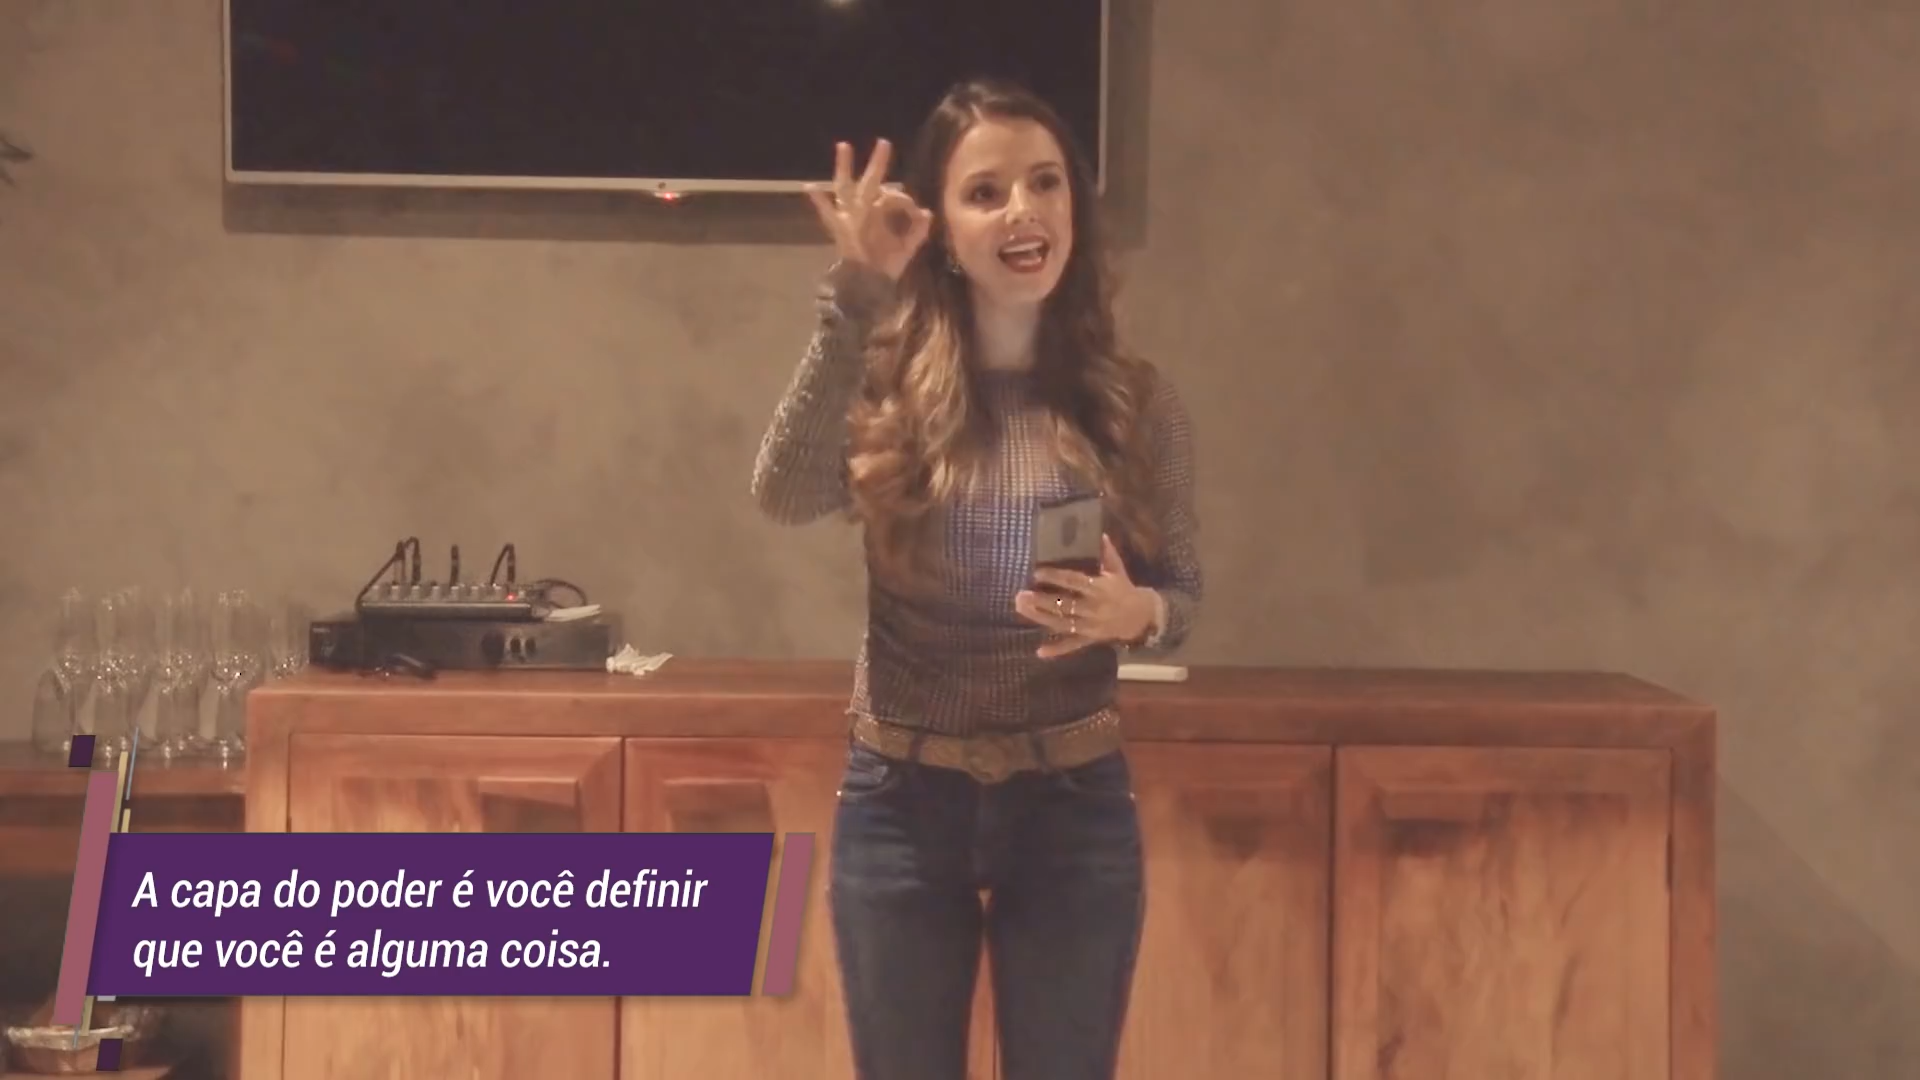 A capa do poder é você definir
que você é alguma coisa.